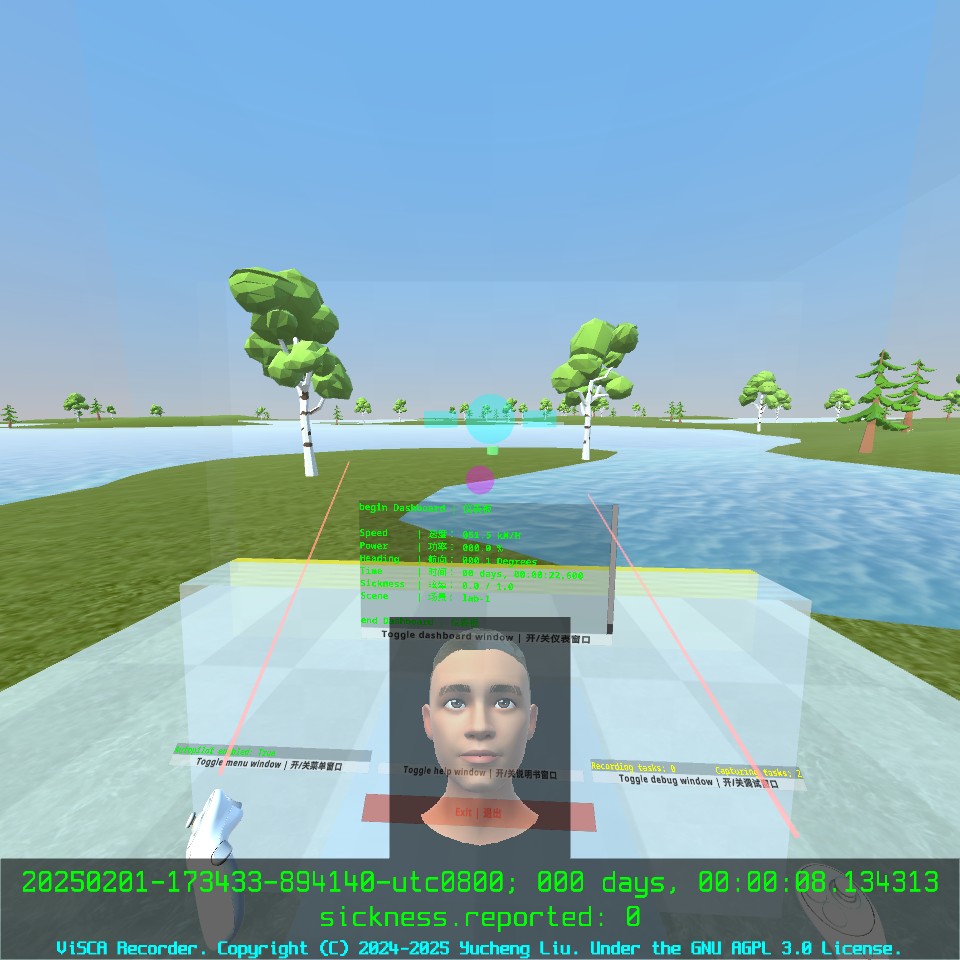 begin Dashboard : 仪表盘
Speed | 速度： 051.5 km/H
Power | 功率： 000.0 %
Heading | 航向： 000.1 Degrees
Time | 时间： 00 days, 00:00:22.600
Sickness | 0.0 / 1.0
Scene | 场景： lab-1
end Dashboard
Toggle dashboard window | 开/关仪表窗口
Autopilot enabled: True
Toggle menu window | 开/关菜单窗口
Toggle help window | 开/关说明书窗口
Recording tasks: 0 Capturing tasks: 2
Toggle debug window | 开/关调试窗口
Exit | 退出
20250201-173433-894140-utc0800; 000 days, 00:00:08.134313
sickness.reported: 0
ViSCA Recorder. Copyright (C) 2024-2025 Yucheng Liu. Under the GNU AGPL 3.0 License.